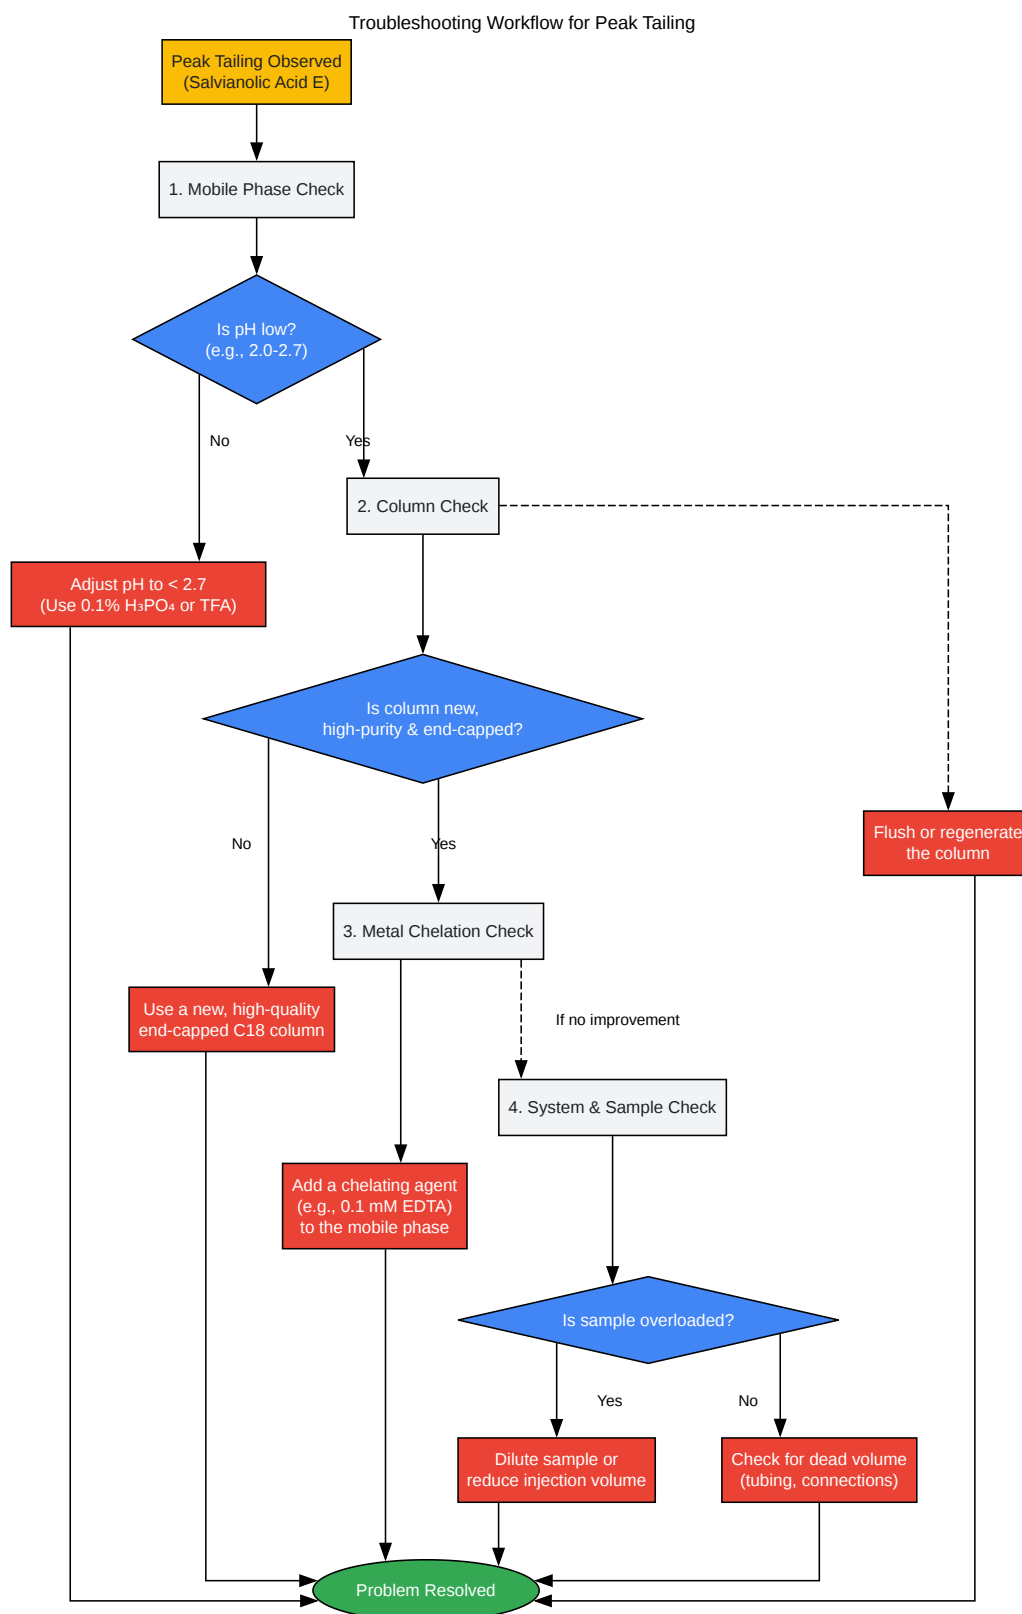 Troubleshooting Workflow for Peak Tailing
Peak Tailing Observed
(Salvianolic Acid E)
1. Mobile Phase Check
Is pH low?
(e.g., 2.0-2.7)
No
Yes
2. Column Check
Adjust pH to < 2.7
(Use 0.1% H₃PO₄ or TFA)
Is column new,
high-purity & end-capped?
No
Yes
Flush or regenerate
the column
3. Metal Chelation Check
Use a new, high-quality
end-capped C18 column
If no improvement
4. System & Sample Check
Add a chelating agent
(e.g., 0.1 mM EDTA)
to the mobile phase
Is sample overloaded?
Yes
No
Dilute sample or
reduce injection volume
Check for dead volume
(tubing, connections)
Problem Resolved